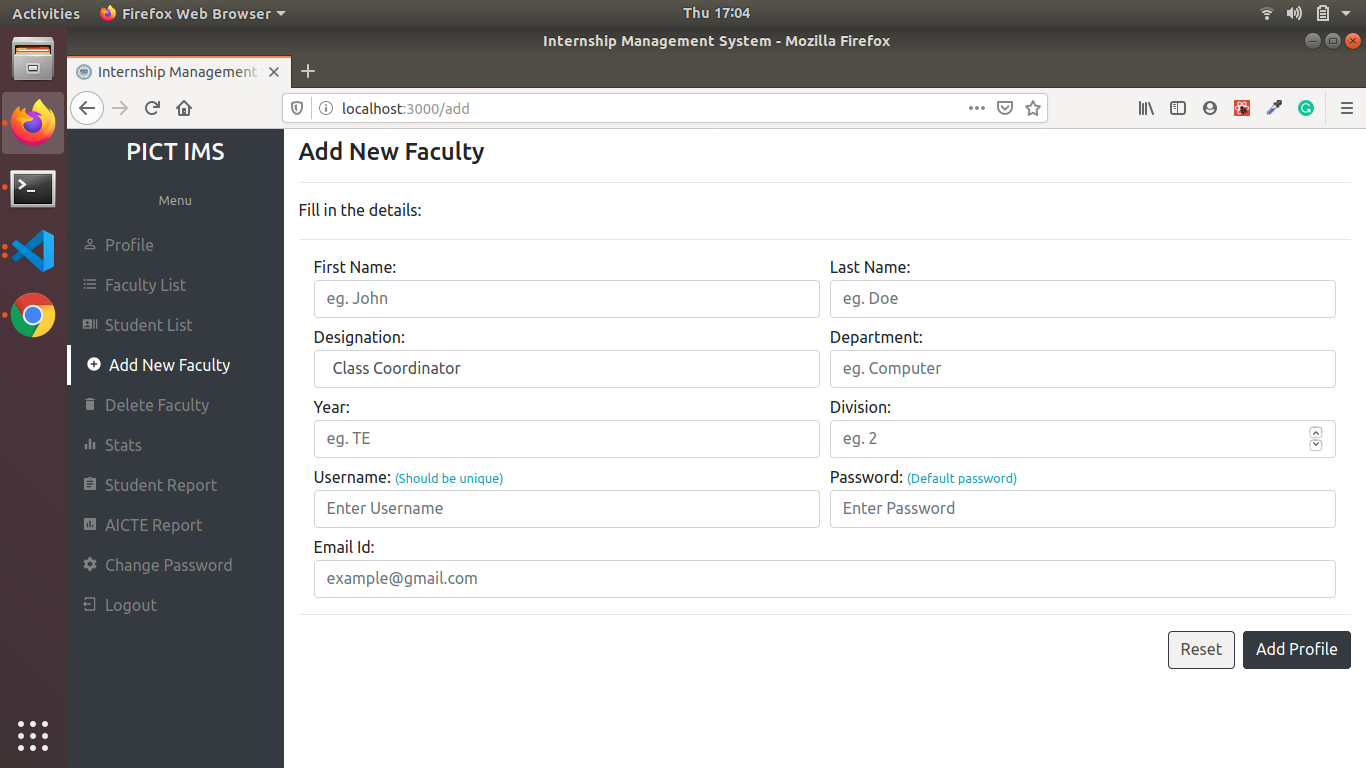 Activities Firefox Web Browser Thu 17:04
Internship Management System - Mozilla Firefox
Internship Management
localhost:3000/add
PICT IMS
Menu
Profile
Faculty List
Student List
Add New Faculty
Delete Faculty
Stats
Student Report
AICTE Report
Change Password
Logout
Add New Faculty
Fill in the details:
First Name: Last Name:
eg. John eg. Doe
Designation: Department:
Class Coordinator eg. Computer
Year: Division:
eg. TE eg. 2
Username: (Should be unique) Password: (Default password)
Enter Username Enter Password
Email Id:
example@gmail.com
Reset Add Profile